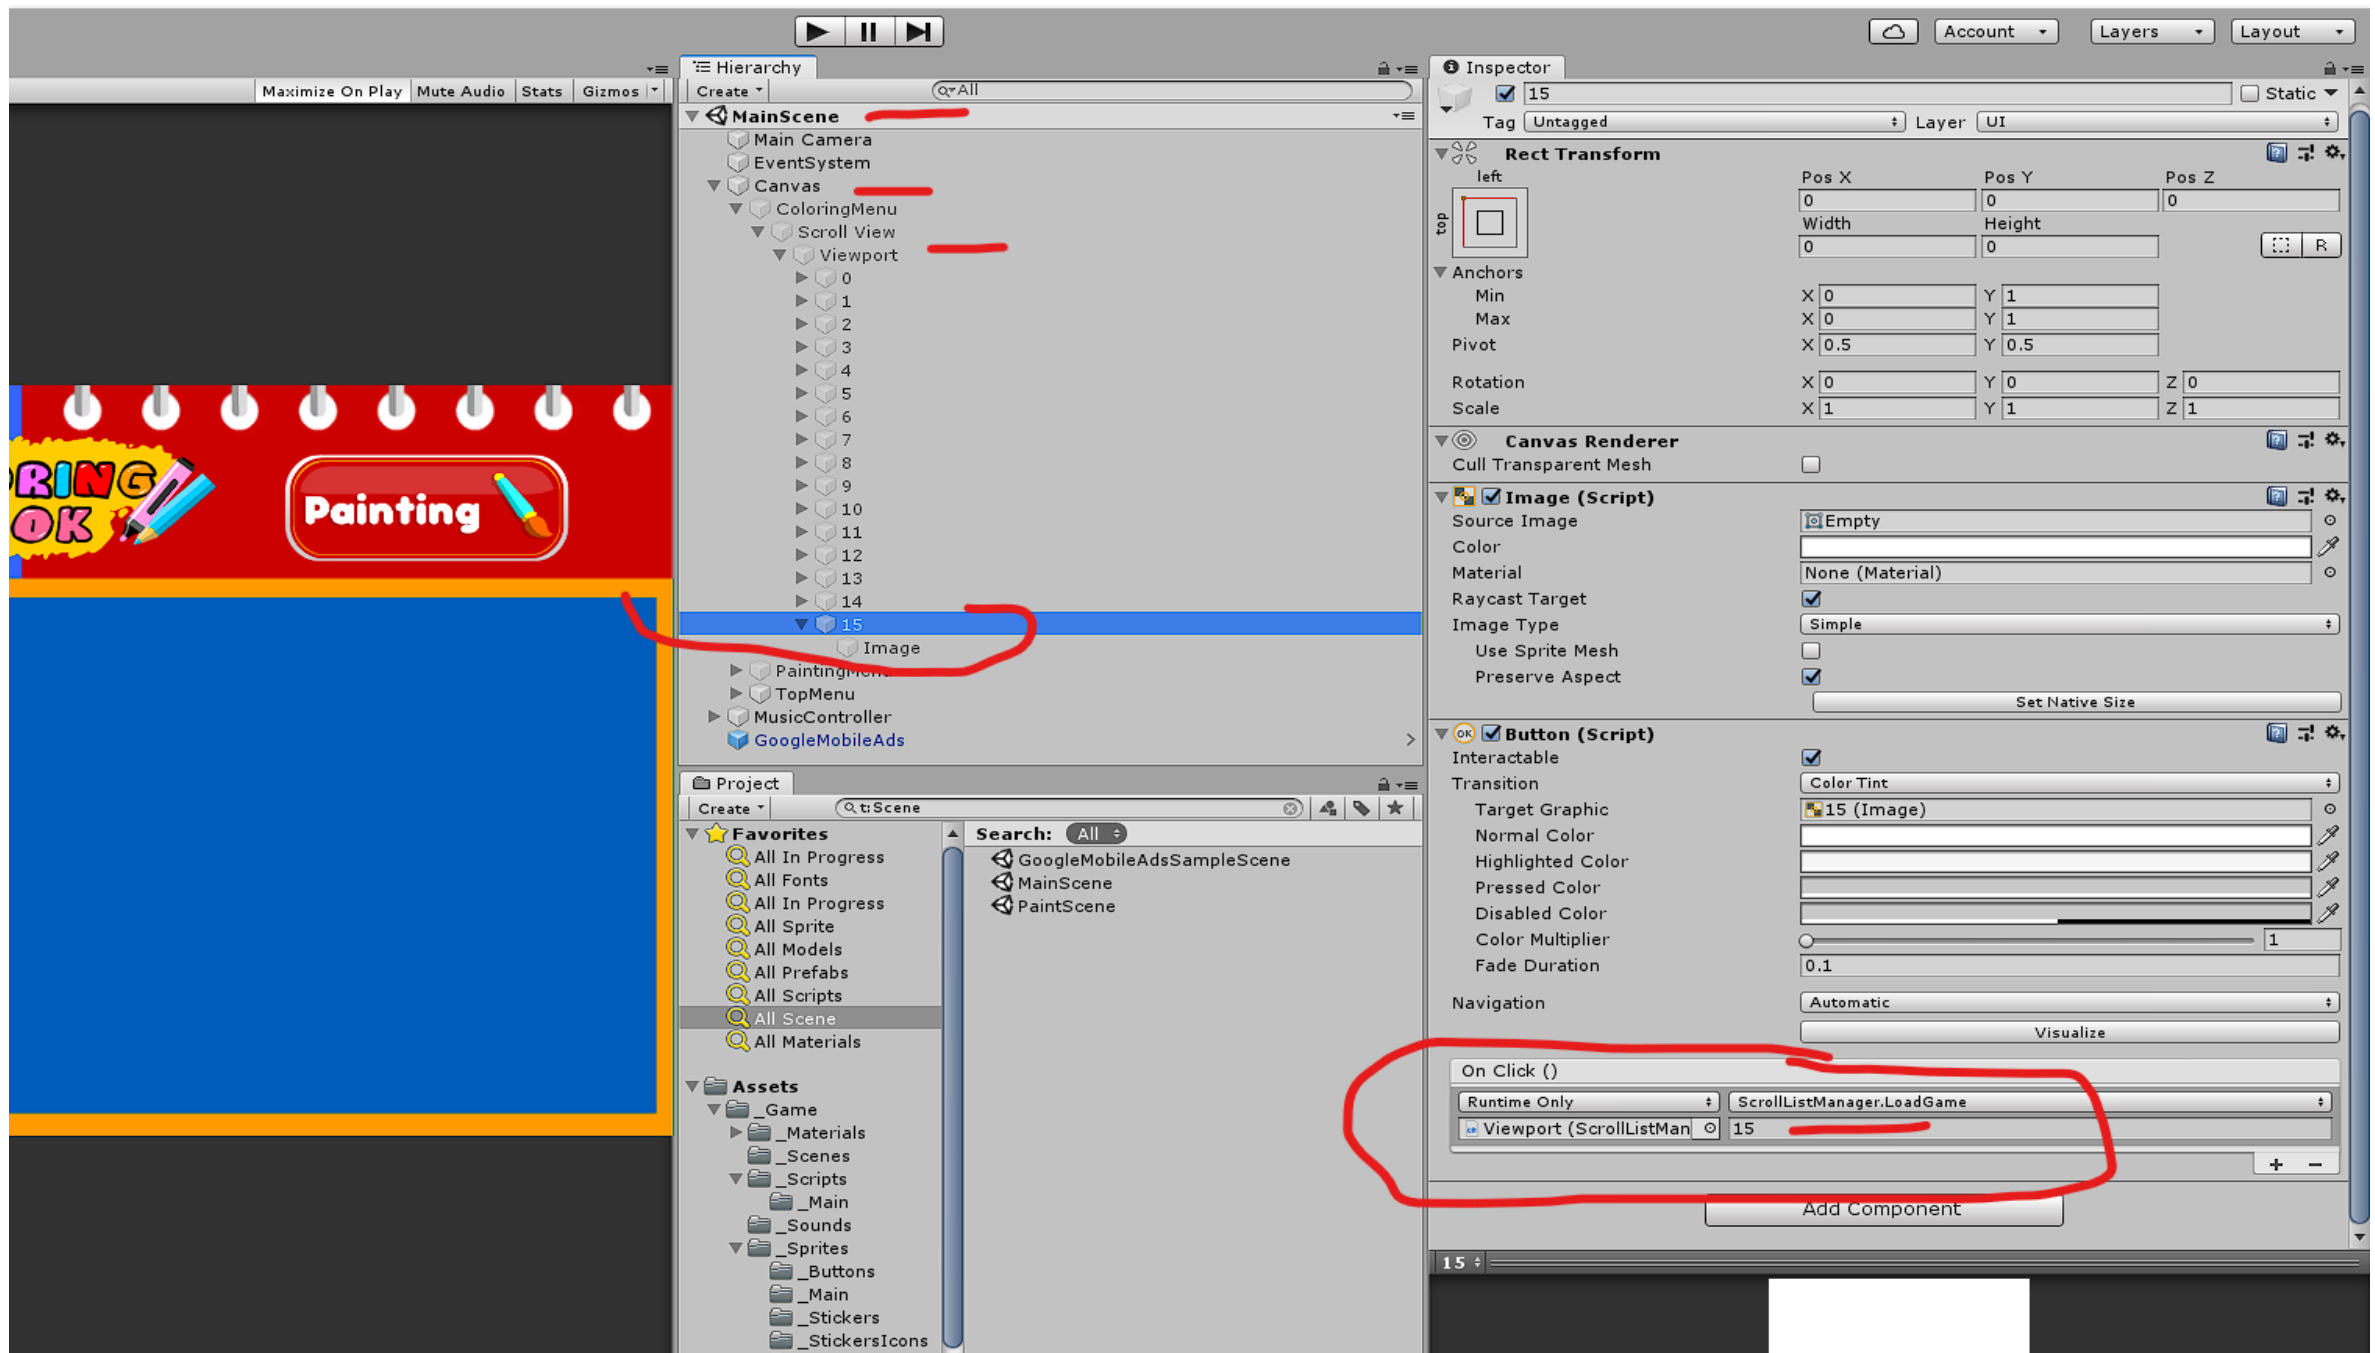 Account
Layers
Layout
Maximize On Play
Mute Audio
Stats
Gizmos
RING
OK
Painting
Hierarchy
Create
All
MainScene
Main Camera
EventSystem
Canvas
ColoringMenu
Scroll View
Viewport
0
1
2
3
4
5
6
7
8
9
10
11
12
13
14
15
Image
PaintingMenu
TopMenu
MusicController
GoogleMobileAds
Project
Create
t:Scene
Favorites
All In Progress
All Fonts
All In Progress
All Sprite
All Models
All Prefabs
All Scripts
All Scene
All Materials
Assets
_Game
_Materials
_Scenes
_Scripts
_Main
_Sounds
_Sprites
_Buttons
_Main
_Stickers
_StickersIcons
Search: All
GoogleMobileAdsSampleScene
MainScene
PaintScene
Inspector
15
Static
Tag Untagged Layer UI
Rect Transform
left
top
Pos X Pos Y Pos Z
0 0 0
Width Height
0 0
R
Anchors
Min X 0 Y 1
Max X 0 Y 1
Pivot X 0.5 Y 0.5
Rotation X 0 Y 0 Z 0
Scale X 1 Y 1 Z 1
Canvas Renderer
Cull Transparent Mesh
Image (Script)
Source Image Empty
Color
Material None (Material)
Raycast Target
Image Type Simple
Use Sprite Mesh
Preserve Aspect
Set Native Size
OK Button (Script)
Interactable
Transition Color Tint
Target Graphic 15 (Image)
Normal Color
Highlighted Color
Pressed Color
Disabled Color
Color Multiplier 1
Fade Duration 0.1
Navigation Automatic
Visualize
On Click ()
Runtime Only ScrollListManager.LoadGame
Viewport (ScrollListMan 15
+ −
Add Component
15